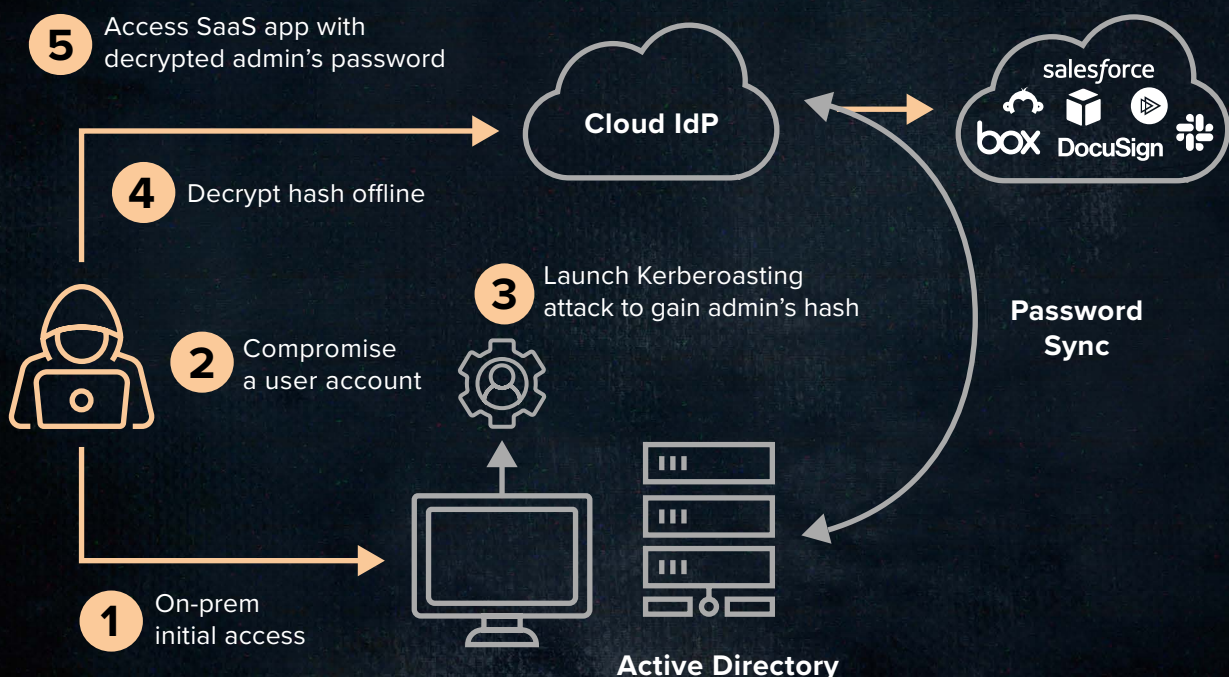 5
Access SaaS app with
decrypted admin's password
Cloud IdP
salesforce
box
DocuSign
4
Decrypt hash offline
3
Launch Kerberoasting
attack to gain admin's hash
2
Compromise
a user account
Password
Sync
1
On-prem
initial access
Active Directory